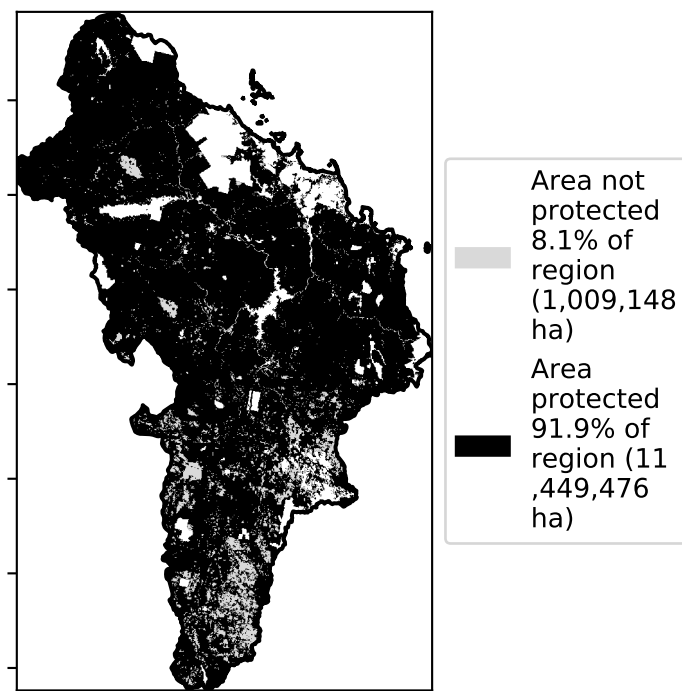 Area not
protected
8.1% of
region
(1,009,148
ha)
Area
protected
91.9% of
region (11
,449,476
ha)